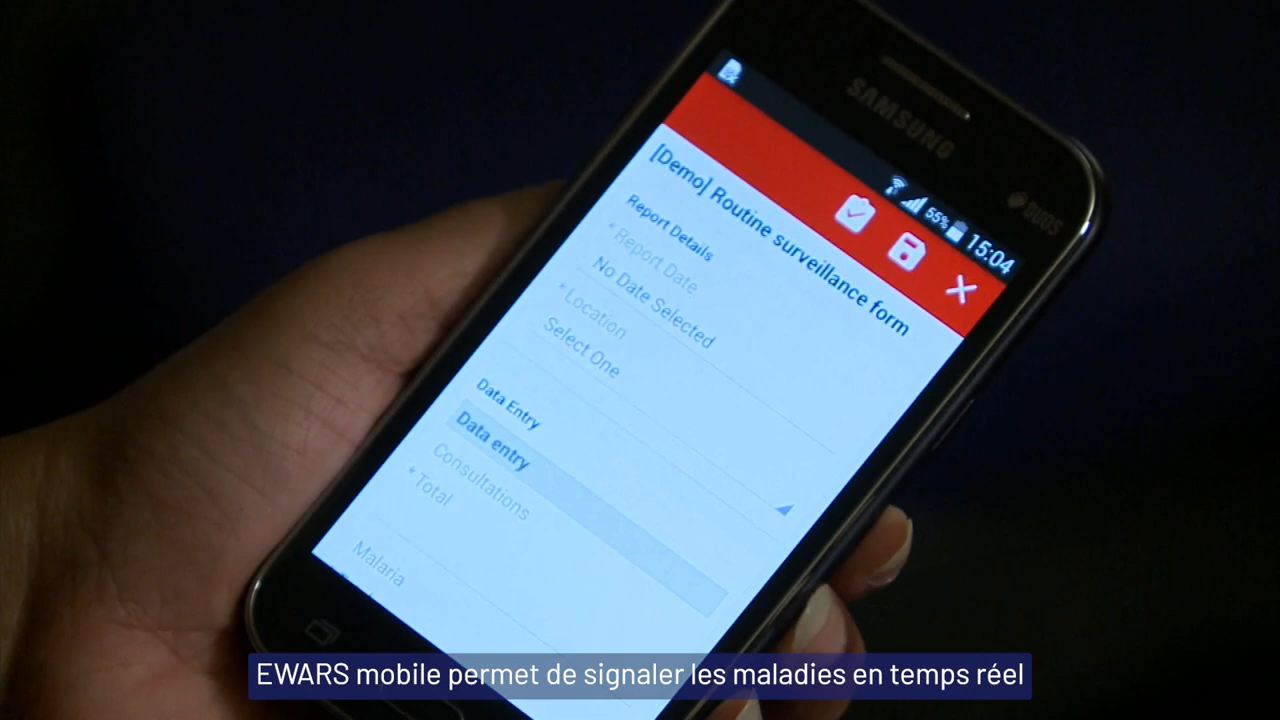 SAMSUNG
DUOS
55% 15:04
[Demo] Routine surveillance form
Report Details
* Report Date
No Date Selected
* Location
Select One
Data Entry
Data entry
Consultations
* Total
Malaria
EWARS mobile permet de signaler les maladies en temps réel